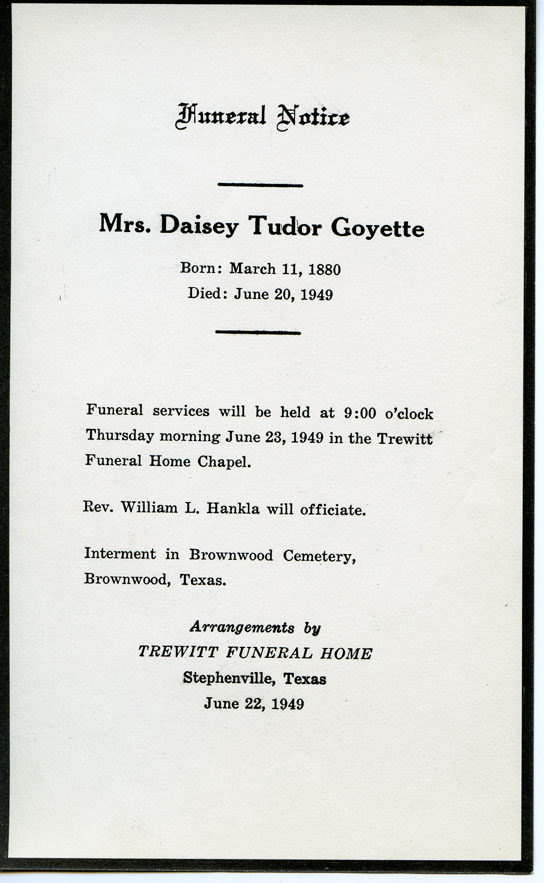 Funeral Notice
Mrs. Daisey Tudor Goyette
Born: March 11, 1880
Died: June 20, 1949
Funeral services will be held at 9:00 o'clock
Thursday morning June 23, 1949 in the Trewitt
Funeral Home Chapel.
Rev. William L. Hankla will officiate.
Interment in Brownwood Cemetery,
Brownwood, Texas.
Arrangements by
TREWITT FUNERAL HOME
Stephenville, Texas
June 22, 1949